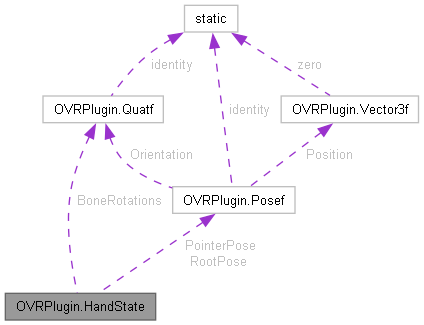 static
identity
zero
OVRPlugin.Quatf
identity
OVRPlugin.Vector3f
Orientation
Position
BoneRotations
OVRPlugin.Posef
PointerPose
RootPose
OVRPlugin.HandState